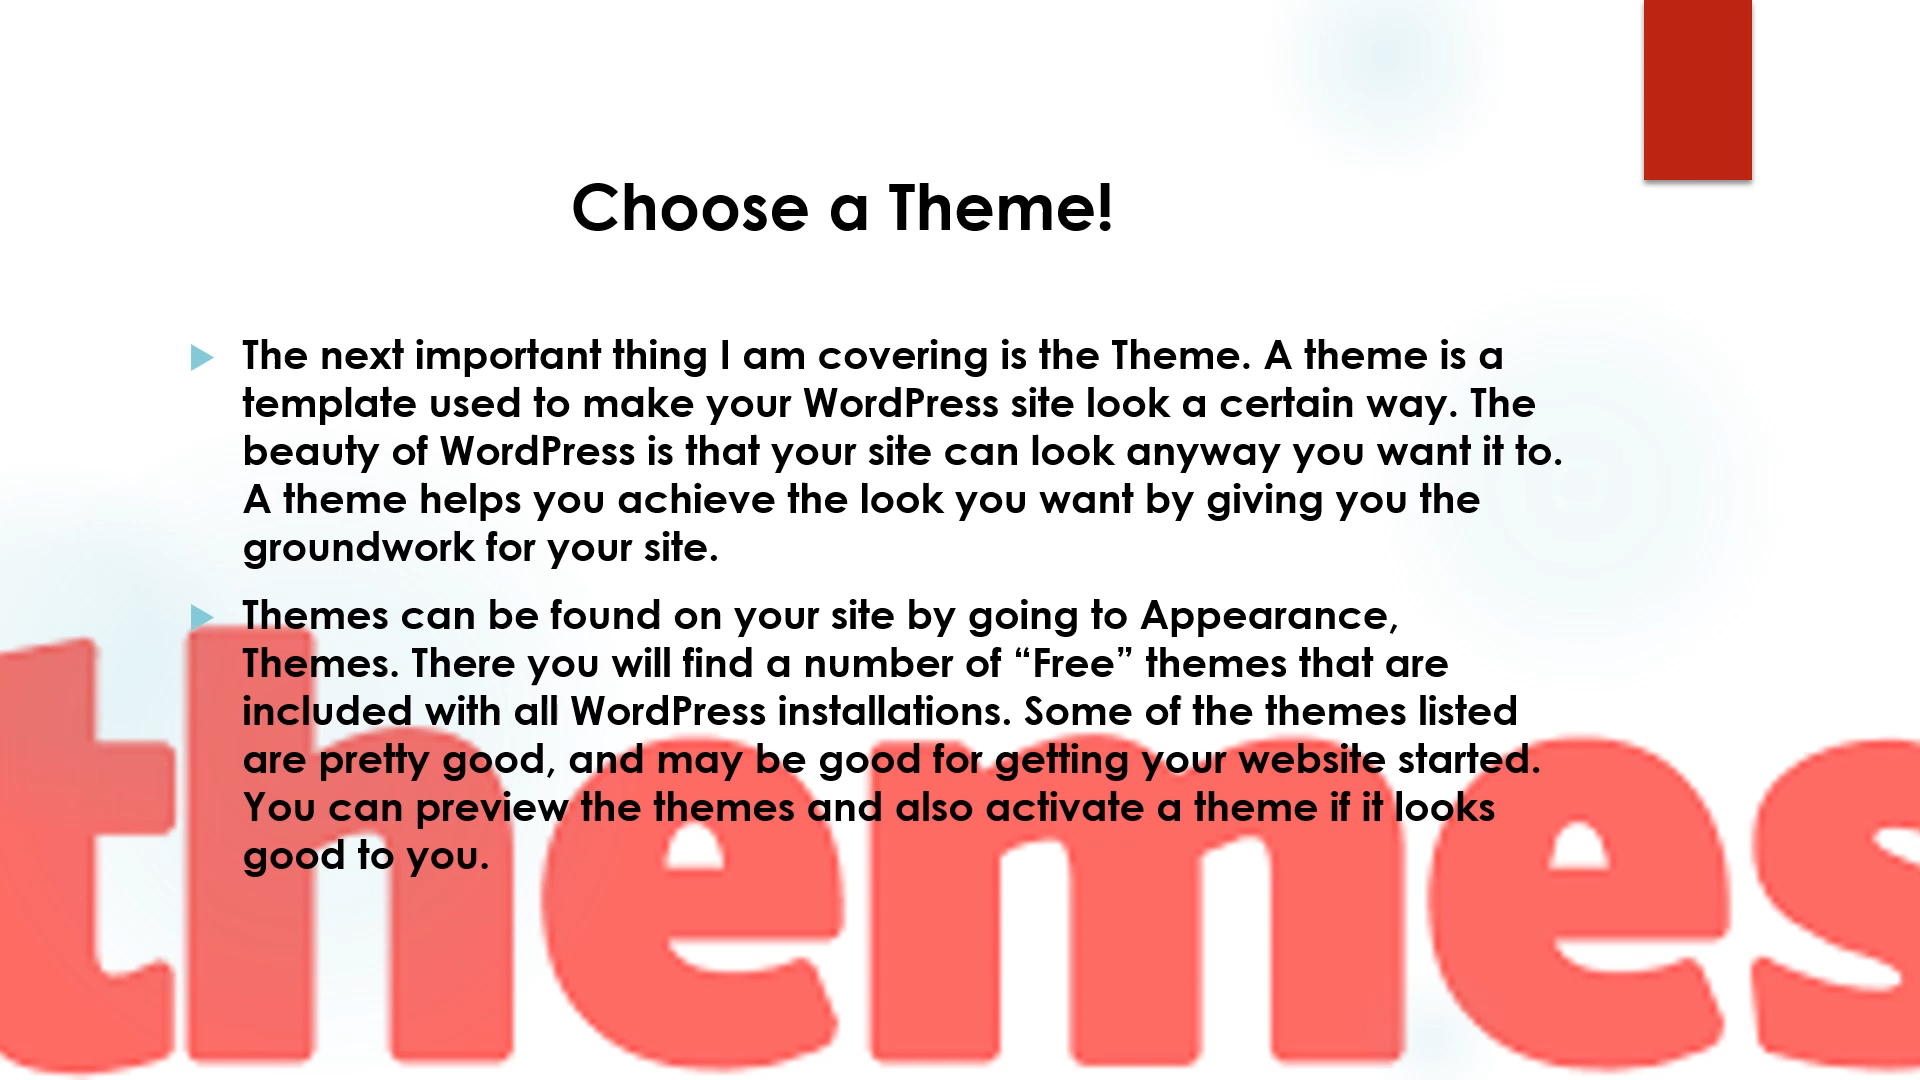 Choose a Theme!
The next important thing I am covering is the Theme. A theme is a
template used to make your WordPress site look a certain way. The
beauty of WordPress is that your site can look anyway you want it to.
A theme helps you achieve the look you want by giving you the
groundwork for your site.
Themes can be found on your site by going to Appearance,
Themes. There you will find a number of “Free” themes that are
included with all WordPress installations. Some of the themes listed
are pretty good, and may be good for getting your website started.
You can preview the themes and also activate a theme if it looks
good to you.
themes